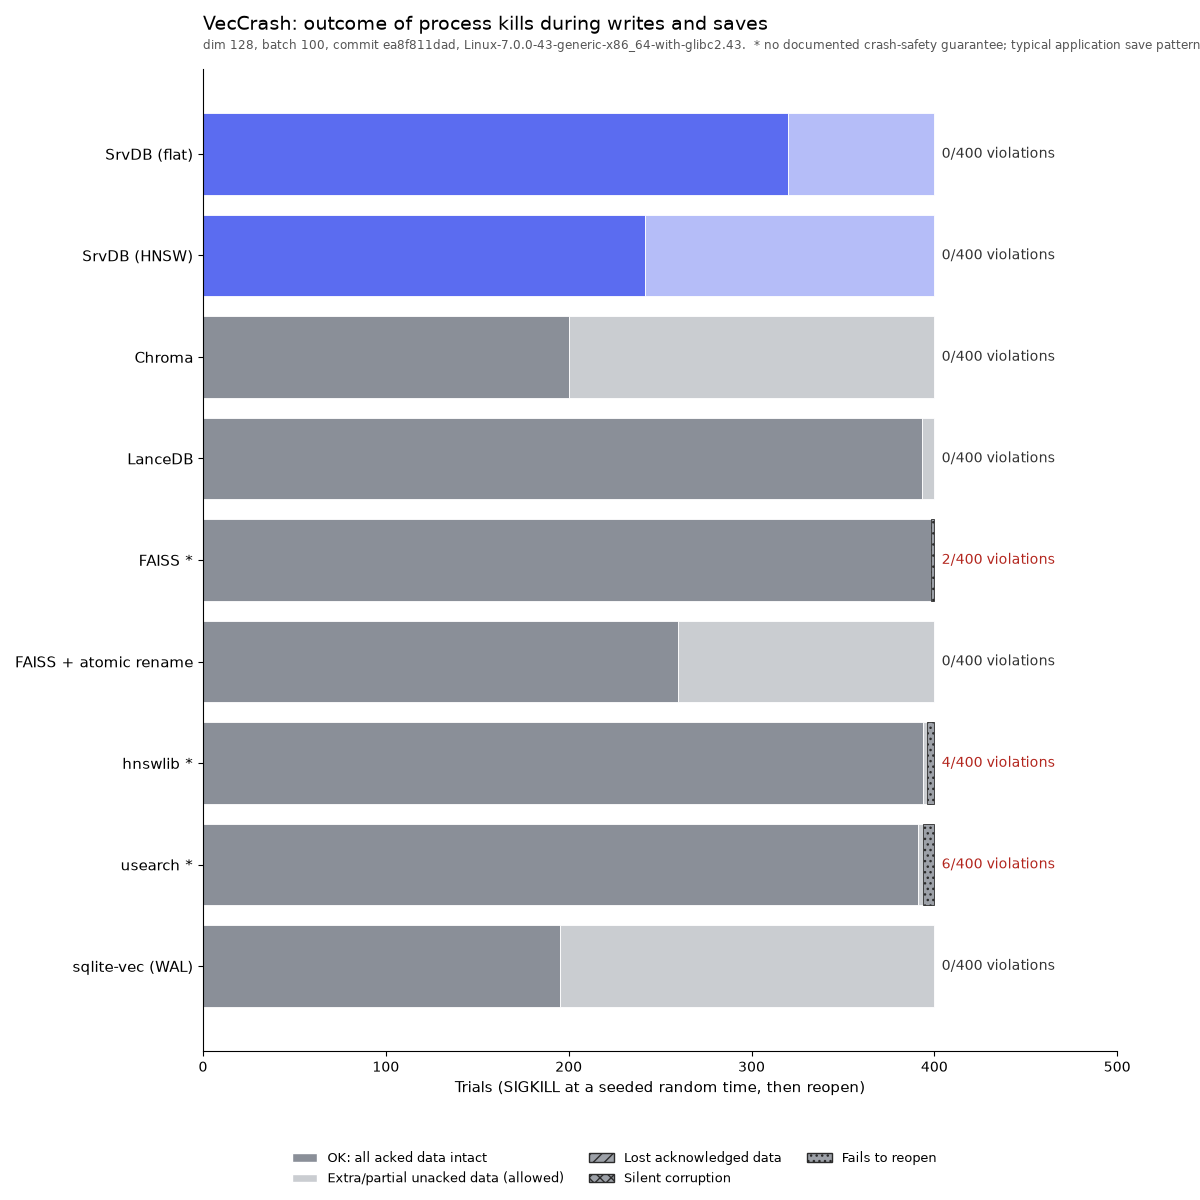 VecCrash: outcome of process kills during writes and saves
dim 128, batch 100, commit ea8f811dad, Linux-7.0.0-43-generic-x86_64-with-glibc2.43.  * no documented crash-safety guarantee; typical application save pattern
SrvDB (flat)
0/400 violations
SrvDB (HNSW)
0/400 violations
Chroma
0/400 violations
LanceDB
0/400 violations
FAISS *
2/400 violations
FAISS + atomic rename
0/400 violations
hnswlib *
4/400 violations
usearch *
6/400 violations
sqlite-vec (WAL)
0/400 violations
0 100 200 300 400 500
Trials (SIGKILL at a seeded random time, then reopen)
OK: all acked data intact
Extra/partial unacked data (allowed)
Lost acknowledged data
Silent corruption
Fails to reopen